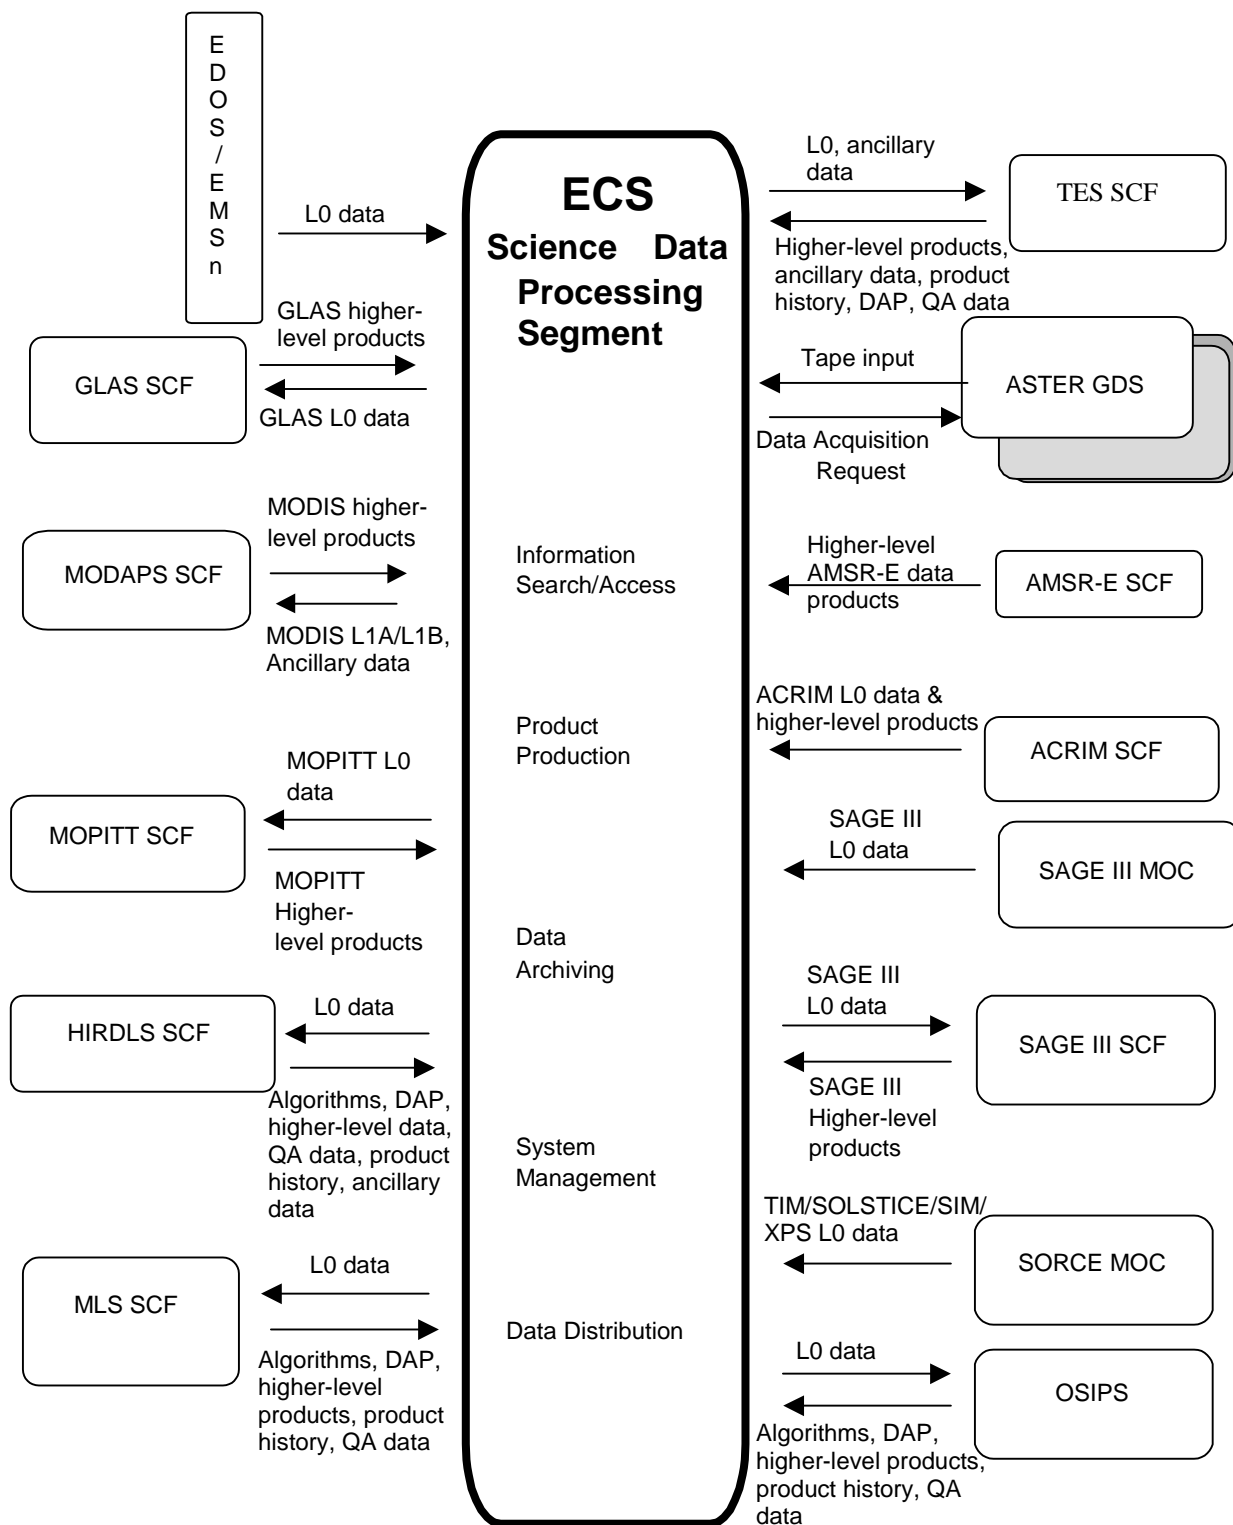 E
D
O
S
/
E
M
S
n
L0 data
GLAS higher-
level products
GLAS SCF
GLAS L0 data
MODIS higher-
level products
MODAPS SCF
MODIS L1A/L1B,
Ancillary data
MOPITT L0
data
MOPITT SCF
MOPITT
Higher-
level products
L0 data
HIRDLS SCF
Algorithms, DAP,
higher-level data,
QA data, product
history, ancillary
data
L0 data
MLS SCF
Algorithms, DAP,
higher-level
products, product
history, QA data
ECS
Science Data
Processing
Segment
Information
Search/Access
Product
Production
Data
Archiving
System
Management
Data Distribution
L0, ancillary
data
TES SCF
Higher-level products,
ancillary data, product
history, DAP, QA data
Tape input
ASTER GDS
Data Acquisition
Request
Higher-level
AMSR-E data
products
AMSR-E SCF
ACRIM L0 data &
higher-level products
ACRIM SCF
SAGE III
L0 data
SAGE III MOC
SAGE III
L0 data
SAGE III SCF
SAGE III
Higher-level
products
TIM/SOLSTICE/SIM/
XPS L0 data
SORCE MOC
L0 data
OSIPS
Algorithms, DAP,
higher-level products,
product history, QA
data